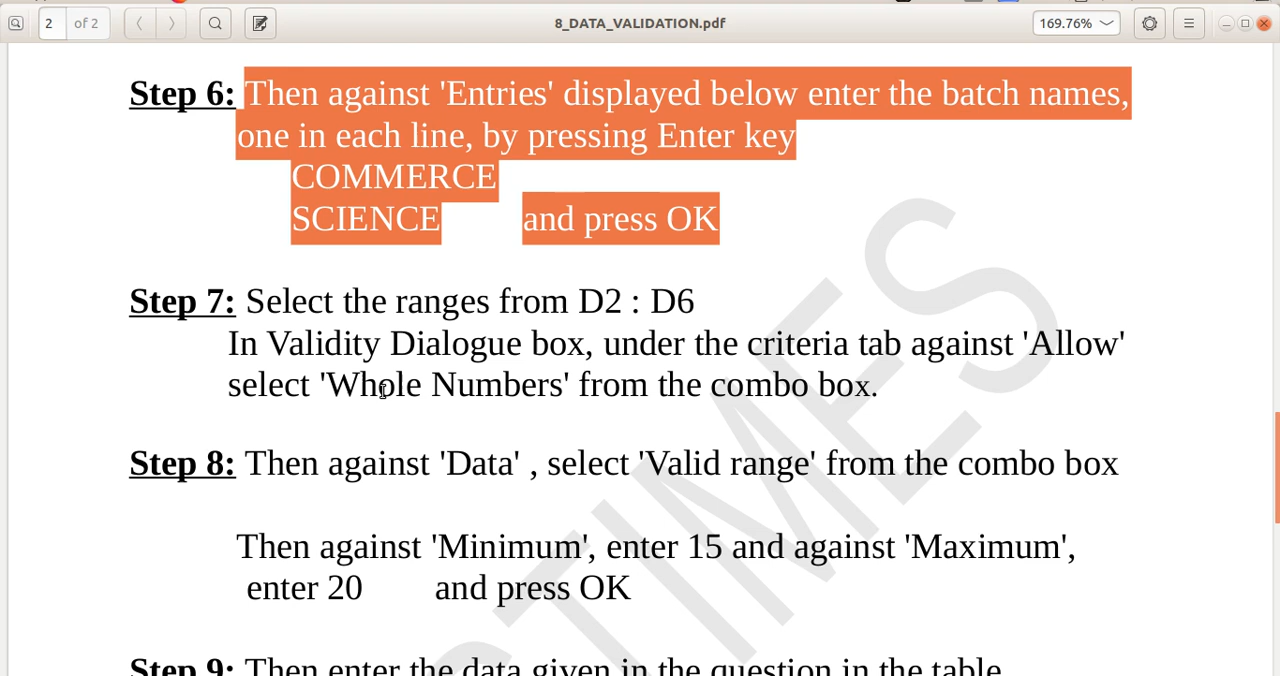 2 of 2 8_DATA_VALIDATION.pdf 169.76%
Step 6: Then against 'Entries' displayed below enter the batch names,
one in each line, by pressing Enter key
COMMERCE
SCIENCE and press OK
Step 7: Select the ranges from D2 : D6
In Validity Dialogue box, under the criteria tab against 'Allow'
select 'Whole Numbers' from the combo box.
Step 8: Then against 'Data' , select 'Valid range' from the combo box
Then against 'Minimum', enter 15 and against 'Maximum',
enter 20 and press OK
Step 9: Then enter the data given in the question in the table
TIMES